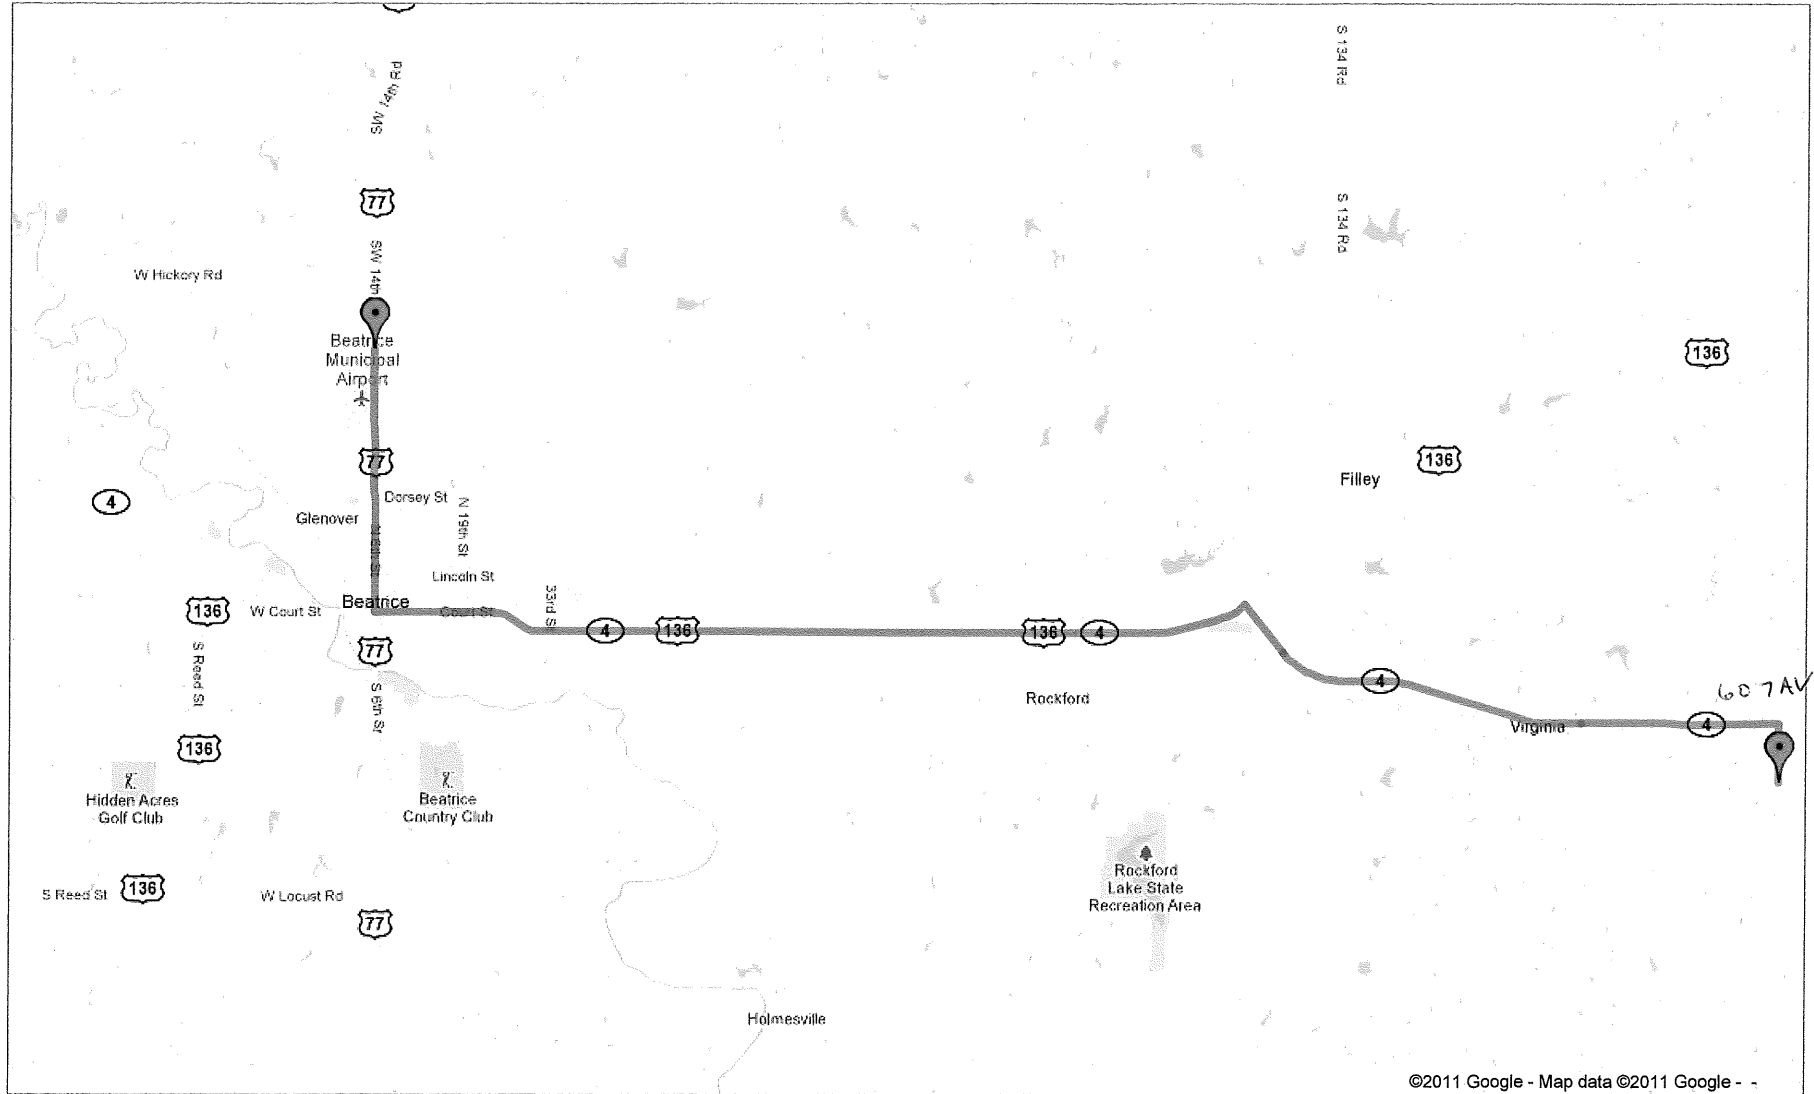 S 134 Rd
SW 14th Rd
77
S 134 Rd
SW 14th
W Hickory Rd
Beatrice
Municipal
Airport
136
77
136
Filley
Dorsey St
4
N 19th St
Glenover
Lincoln St
33rd St
Beatrice
136
W Court St
Court St
4
136
136
4
77
S Reed St
4
607 AV
S 6th St
Rockford
Virginia
4
136
Hidden Acres
Golf Club
Beatrice
Country Club
Rockford
Lake State
Recreation Area
S Reed St
136
W Locust Rd
77
Holmesville
©2011 Google - Map data ©2011 Google - -